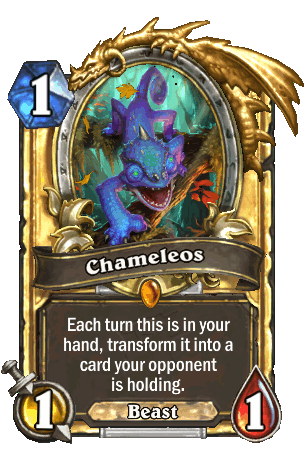 1
Chameleos
Each turn this is in your
hand, transform it into a
card your opponent
is holding.
1
Beast
1